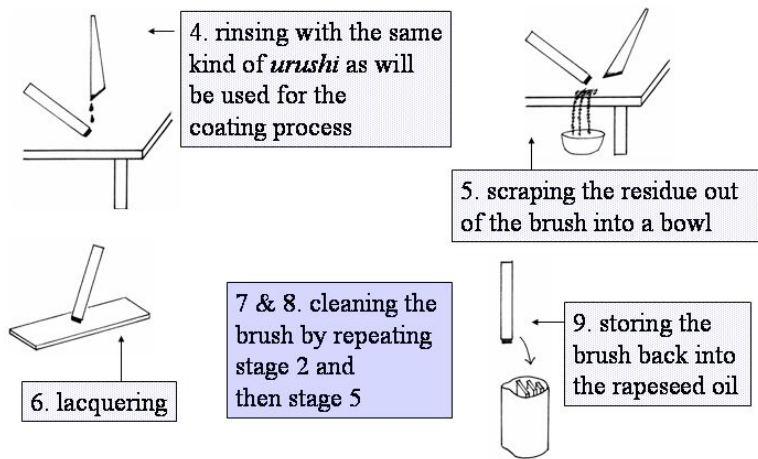 4. rinsing with the same
kind of urushi as will
be used for the
coating process
5. scraping the residue out
of the brush into a bowl
6. lacquering
7 & 8. cleaning the
brush by repeating
stage 2 and
then stage 5
9. storing the
brush back into
the rapeseed oil